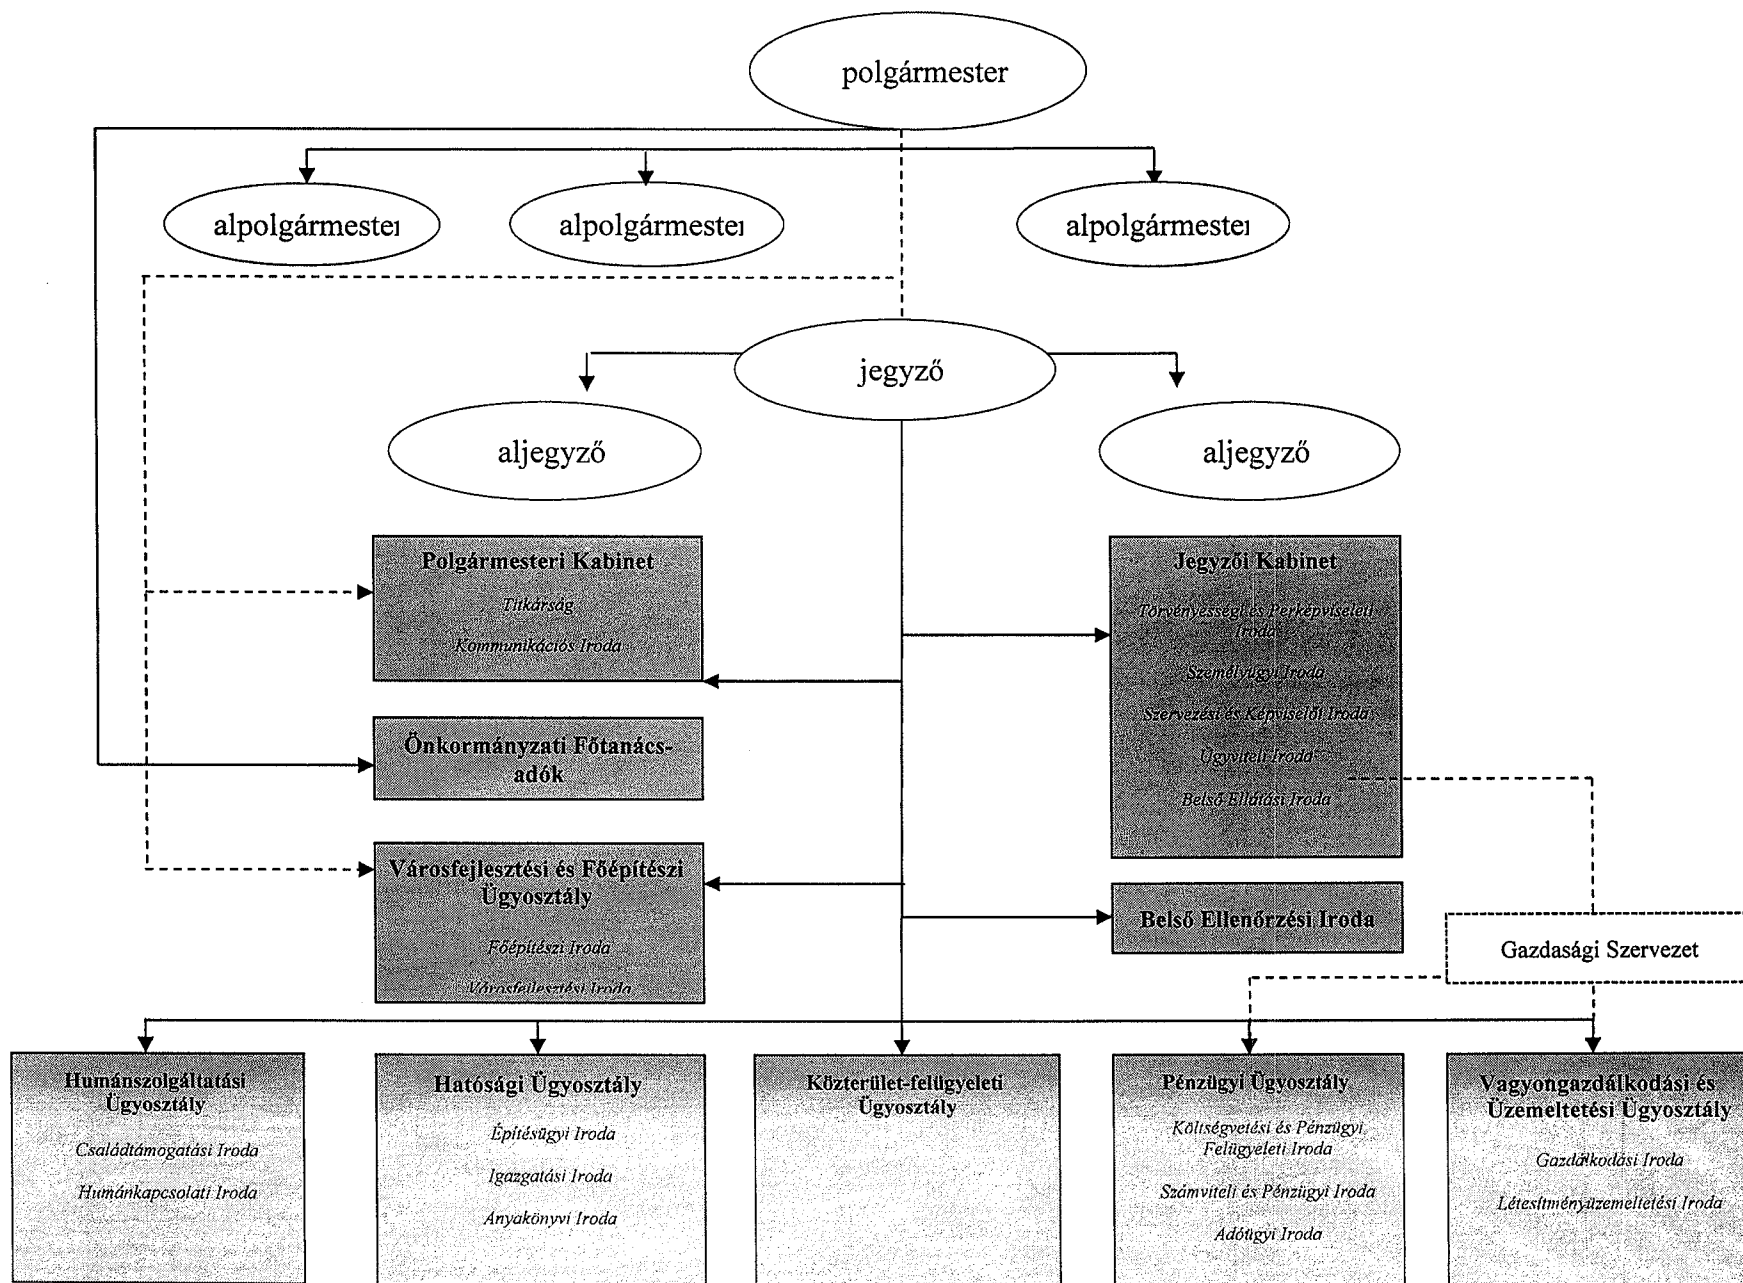 polgármester
alpolgármester
alpolgármester
alpolgármester
jegyző
aljegyző
aljegyző
Polgármesteri Kabinet
Titkárság
Kommunikációs Iroda
Jegyzői Kabinet
Törvényességi és Perképviseleti
Iroda
Személyügyi Iroda
Szervezési és Képviselői Iroda
Ügyviteli Iroda
Belső Ellátási Iroda
Önkormányzati Főtanács-
adók
Városfejlesztési és Főépítészi
Ügyosztály
Főépítészi Iroda
Városfejlesztési Iroda
Belső Ellenőrzési Iroda
Gazdasági Szervezet
Humánszolgáltatási
Ügyosztály
Családtámogatási Iroda
Humánkapcsolati Iroda
Hatósági Ügyosztály
Építésügyi Iroda
Igazgatási Iroda
Anyakönyvi Iroda
Közterület-felügyeleti
Ügyosztály
Pénzügyi Ügyosztály
Költségvetési és Pénzügyi
Felügyeleti Iroda
Számviteli és Pénzügyi Iroda
Adóügyi Iroda
Vagyongazdálkodási és
Üzemeltetési Ügyosztály
Gazdálkodási Iroda
Létesítményüzemeltetési Iroda